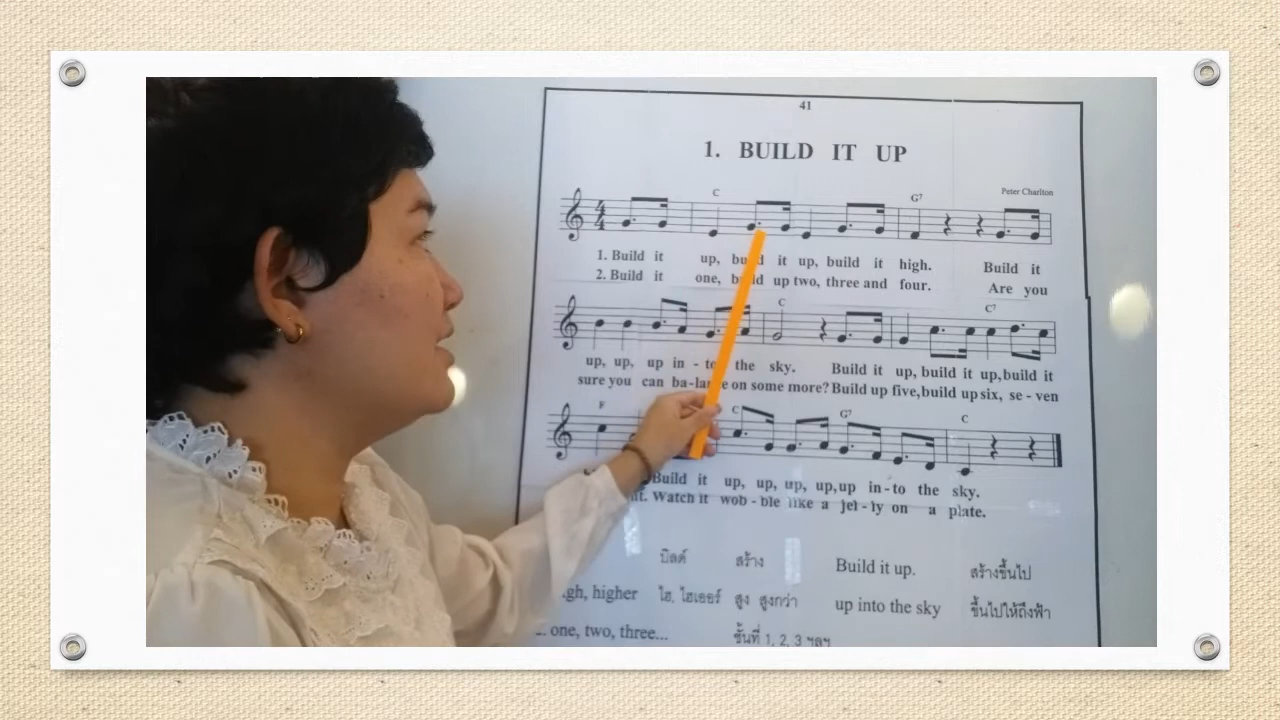 41
1. BUILD IT UP
Peter Charlton
C G7
4 4
1. Build it up, build it up, build it high. Build it
2. Build it one, build up two, three and four. Are you
C C7
up, up, up in - to the sky. Build it up, build it up, build it
sure you can ba - lance on some more? Build up five, build up six, se - ven
F C G7 C
Build it up, up, up, up, up in - to the sky.
Watch it wob - ble like a jel - ly on a plate.
บิลด์ สร้าง Build it up. สร้างขึ้นไป
higher ไฮ, ไฮเออร์ สูง สูงกว่า up into the sky ขึ้นไปให้ถึงฟ้า
one, two, three... ชั้นที่ 1, 2, 3 ฯลฯ